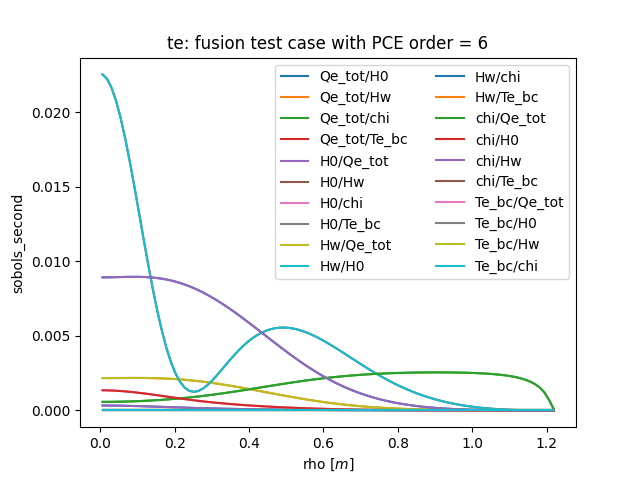 te: fusion test case with PCE order = 6
sobols_second
0.020
0.015
0.010
0.005
0.000
Qe_tot/H0
Qe_tot/Hw
Qe_tot/chi
Qe_tot/Te_bc
H0/Qe_tot
H0/Hw
H0/chi
H0/Te_bc
Hw/Qe_tot
Hw/H0
Hw/chi
Hw/Te_bc
chi/Qe_tot
chi/H0
chi/Hw
chi/Te_bc
Te_bc/Qe_tot
Te_bc/H0
Te_bc/Hw
Te_bc/chi
0.0 0.2 0.4 0.6 0.8 1.0 1.2
rho [m]